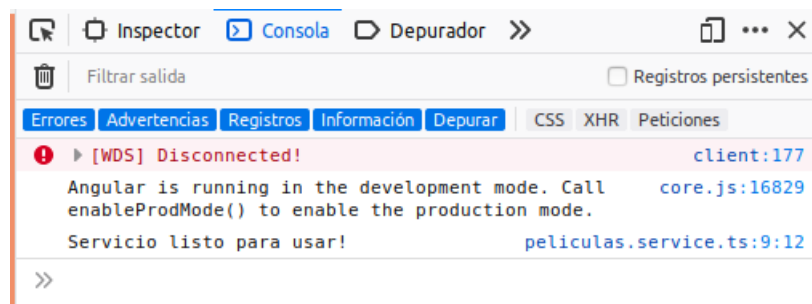 Inspector Consola Depurador
Filtrar salida Registros persistentes
Errores Advertencias Registros Información Depurar CSS XHR Peticiones
[WDS] Disconnected! client:177
Angular is running in the development mode. Call core.js:16829
enableProdMode() to enable the production mode.
Servicio listo para usar! peliculas.service.ts:9:12